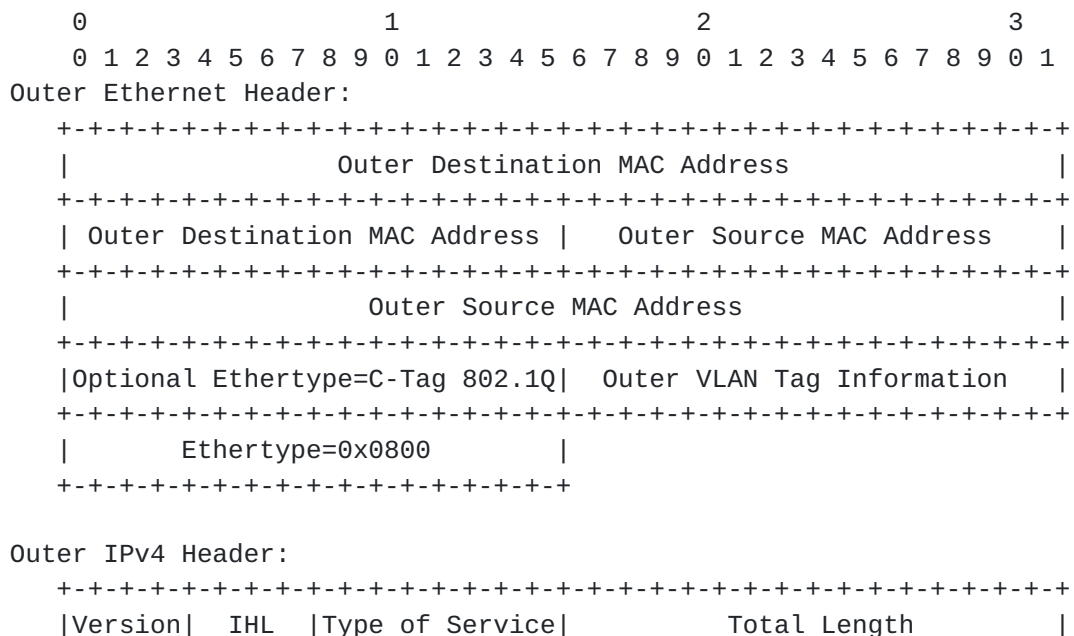 0                   1                   2                   3
    0 1 2 3 4 5 6 7 8 9 0 1 2 3 4 5 6 7 8 9 0 1 2 3 4 5 6 7 8 9 0 1
Outer Ethernet Header:
   +-+-+-+-+-+-+-+-+-+-+-+-+-+-+-+-+-+-+-+-+-+-+-+-+-+-+-+-+-+-+-+-+
   |                 Outer Destination MAC Address                 |
   +-+-+-+-+-+-+-+-+-+-+-+-+-+-+-+-+-+-+-+-+-+-+-+-+-+-+-+-+-+-+-+-+
   | Outer Destination MAC Address |   Outer Source MAC Address    |
   +-+-+-+-+-+-+-+-+-+-+-+-+-+-+-+-+-+-+-+-+-+-+-+-+-+-+-+-+-+-+-+-+
   |                   Outer Source MAC Address                    |
   +-+-+-+-+-+-+-+-+-+-+-+-+-+-+-+-+-+-+-+-+-+-+-+-+-+-+-+-+-+-+-+-+
   |Optional Ethertype=C-Tag 802.1Q|  Outer VLAN Tag Information   |
   +-+-+-+-+-+-+-+-+-+-+-+-+-+-+-+-+-+-+-+-+-+-+-+-+-+-+-+-+-+-+-+-+
   |       Ethertype=0x0800        |
   +-+-+-+-+-+-+-+-+-+-+-+-+-+-+-+-+

Outer IPv4 Header:
   +-+-+-+-+-+-+-+-+-+-+-+-+-+-+-+-+-+-+-+-+-+-+-+-+-+-+-+-+-+-+-+-+
   |Version|  IHL  |Type of Service|          Total Length         |